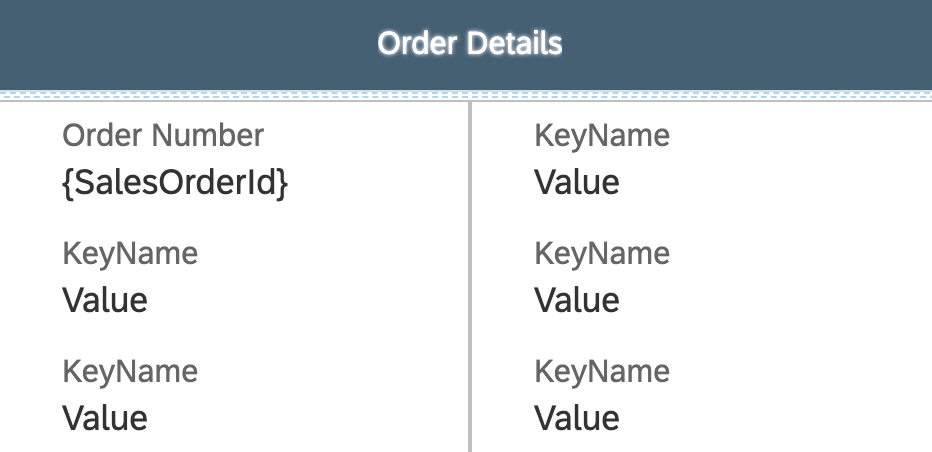 Order Details
Order Number
{SalesOrderId}
KeyName
Value
KeyName
Value
KeyName
Value
KeyName
Value
KeyName
Value